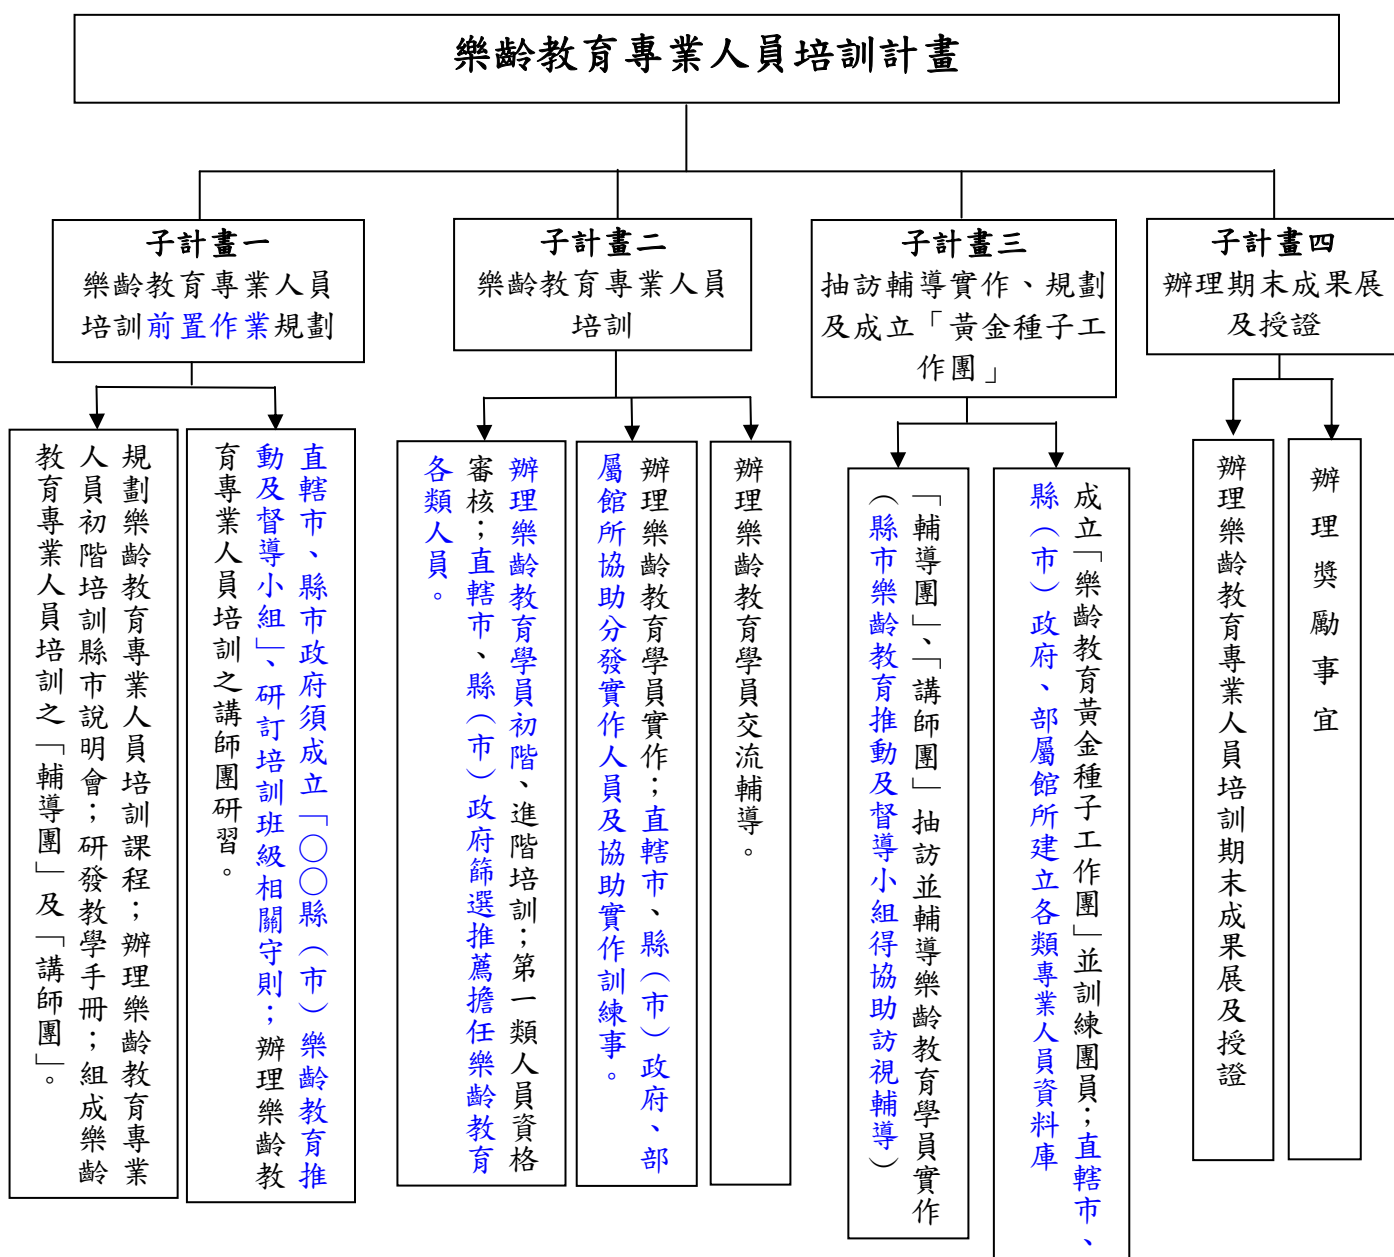 樂齡教育專業人員培訓計畫
子計畫一
樂齡教育專業人員
培訓前置作業規劃
子計畫二
樂齡教育專業人員
培訓
子計畫三
抽訪輔導實作、規劃
及成立「黃金種子工
作團」
子計畫四
辦理期末成果展
及授證
規劃樂齡教育專業人員培訓課程；辦理樂齡教育專業
人員初階培訓縣市說明會；研發教學手冊；組成樂齡
教育專業人員培訓之「輔導團」及「講師團」。
直轄市、縣市政府須成立「○○縣（市）樂齡教育推
動及督導小組」、研訂培訓班級相關守則；辦理樂齡教
育專業人員培訓之講師團研習。
辦理樂齡教育學員初階、進階培訓；第一類人員資格
審核；直轄市、縣（市）政府篩選推薦擔任樂齡教育
各類人員。
辦理樂齡教育學員實作；直轄市、縣（市）政府、部
屬館所協助分發實作人員及協助實作訓練事。
辦理樂齡教育學員交流輔導。
「輔導團」、「講師團」抽訪並輔導樂齡教育學員實作
（縣市樂齡教育推動及督導小組得協助訪視輔導）
成立「樂齡教育黃金種子工作團」並訓練團員；直轄市、
縣（市）政府、部屬館所建立各類專業人員資料庫
辦理樂齡教育專業人員培訓期末成果展及授證
辦理獎勵事宜